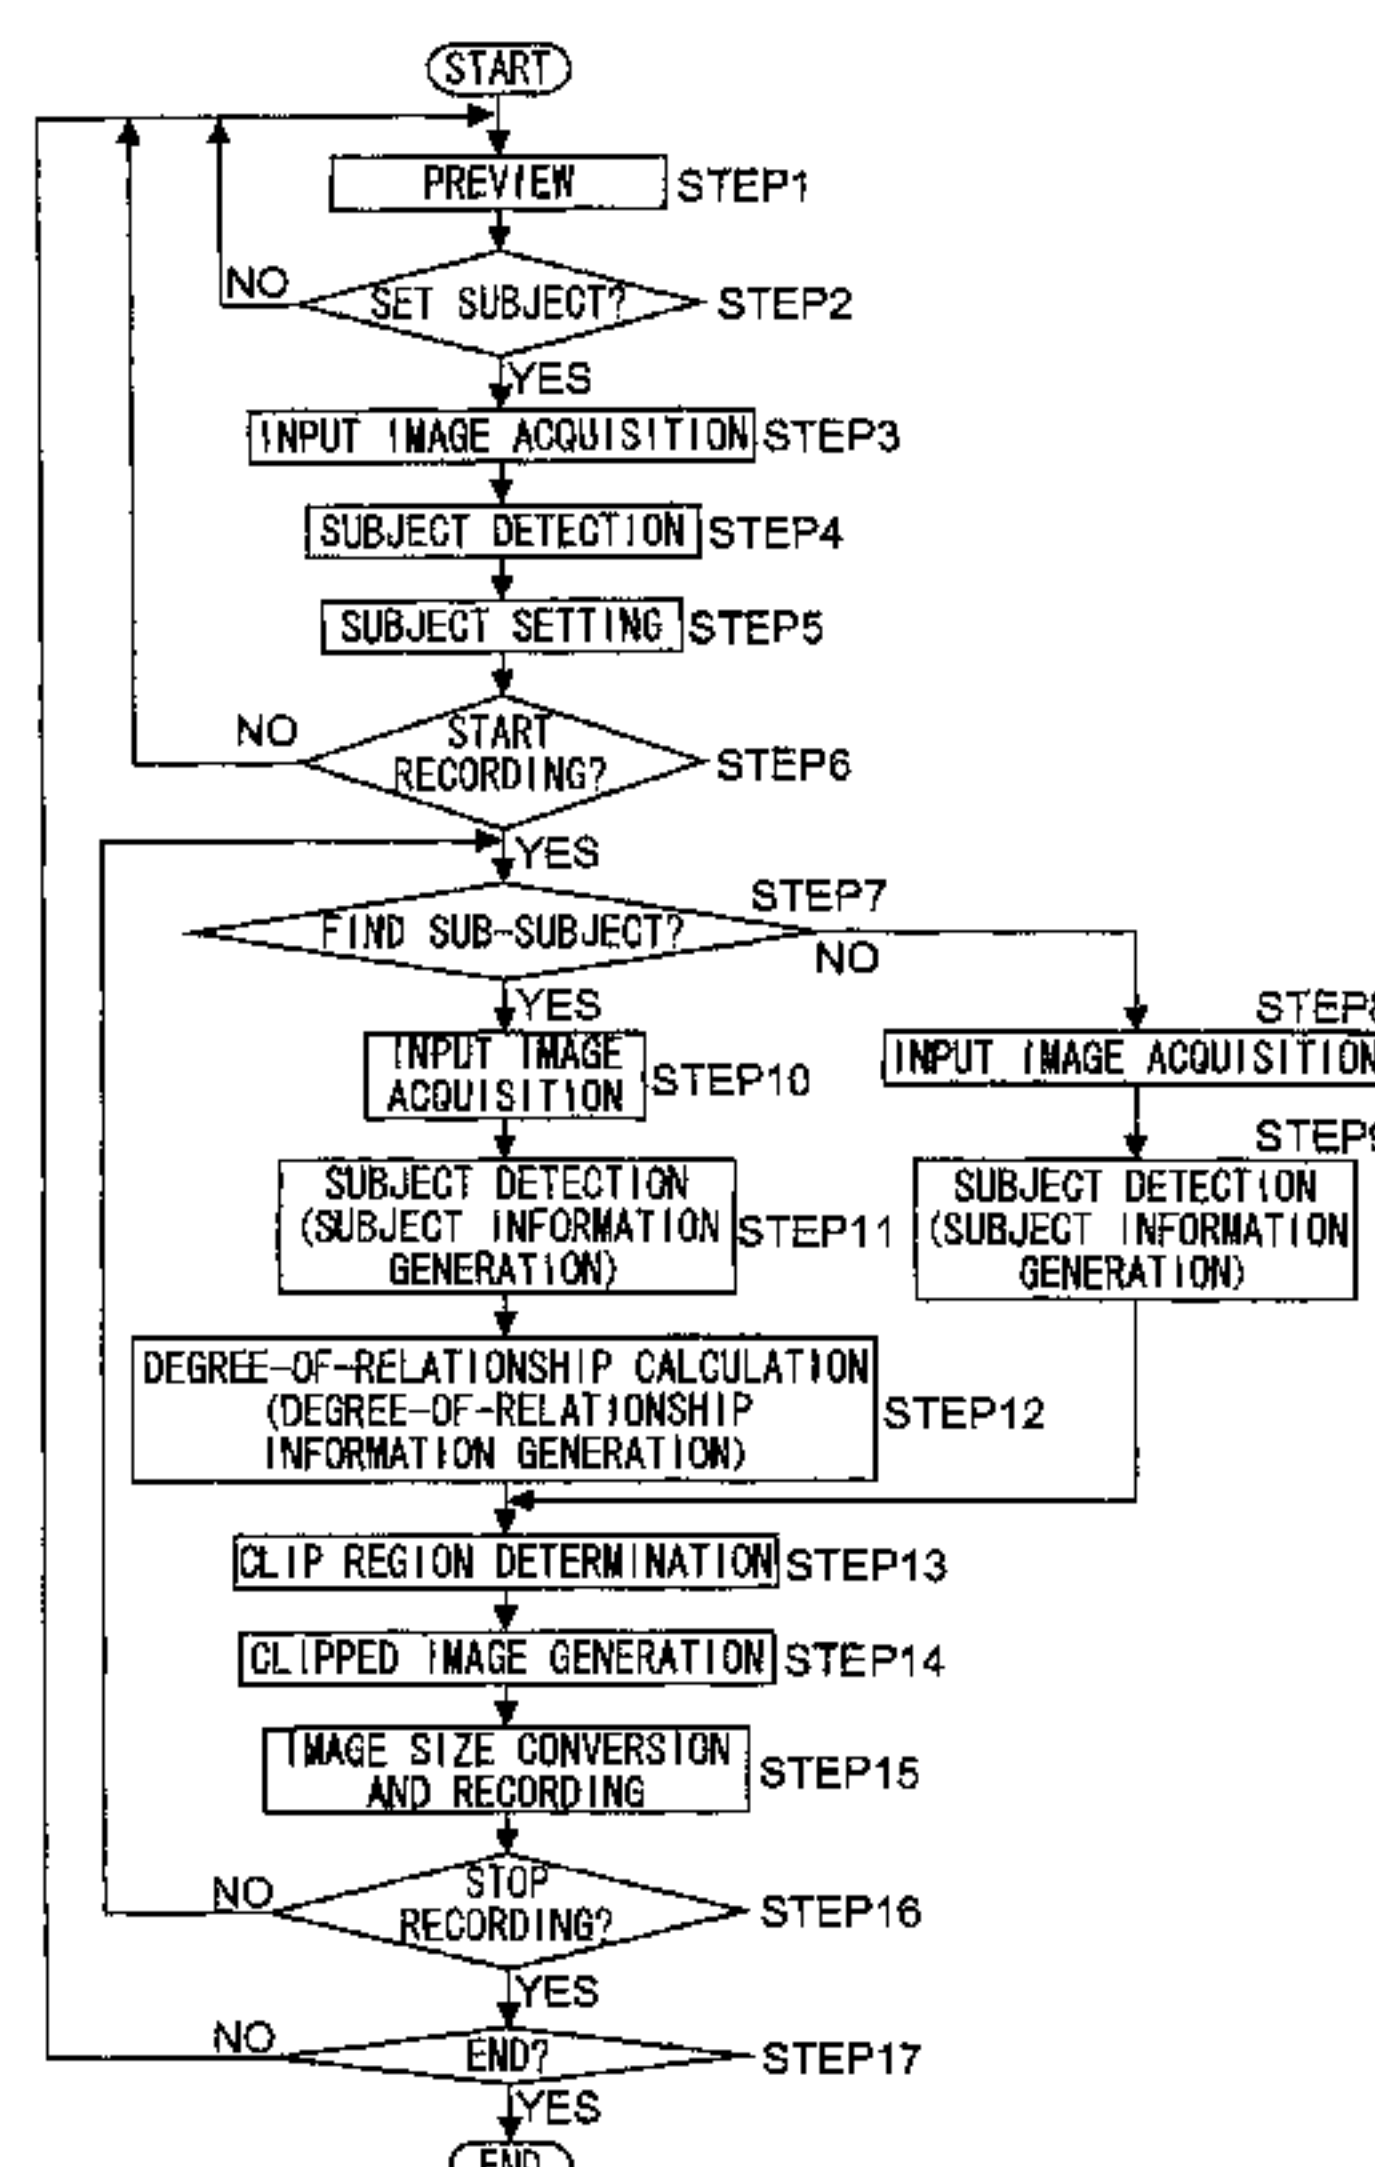 START
PREVIEW
STEP1
NO
SET SUBJECT?
STEP2
YES
INPUT IMAGE ACQUISITION
STEP3
SUBJECT DETECTION
STEP4
SUBJECT SETTING
STEP5
NO
START
RECORDING?
STEP6
YES
STEP7
FIND SUB-SUBJECT?
NO
YES
STEP8
INPUT IMAGE
ACQUISITION
STEP10
INPUT IMAGE ACQUISITION
STEP9
SUBJECT DETECTION
(SUBJECT INFORMATION
GENERATION)
STEP11
SUBJECT DETECTION
(SUBJECT INFORMATION
GENERATION)
DEGREE-OF-RELATIONSHIP CALCULATION
(DEGREE-OF-RELATIONSHIP
INFORMATION GENERATION)
STEP12
CLIP REGION DETERMINATION
STEP13
CLIPPED IMAGE GENERATION
STEP14
IMAGE SIZE CONVERSION
AND RECORDING
STEP15
NO
STOP
RECORDING?
STEP16
YES
NO
END?
STEP17
YES
END